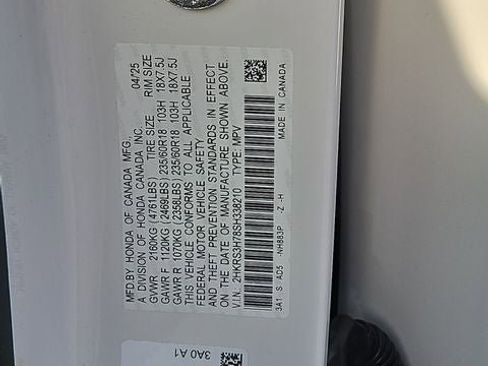 MFD.BY HONDA OF CANADA MFG., 04/25
A DIVISION OF HONDA CANADA INC.
TIRE SIZE RIM SIZE
GVWR 2160KG(4761LBS)
GAWR F 1120KG(2469LBS)235/60R18 103H 18X7.5J
GAWR R 1070KG(2358LBS)235/60R18 103H 18X7.5J
THIS VEHICLE CONFORMS TO ALL APPLICABLE
FEDERAL MOTOR VEHICLE SAFETY
AND THEFT PREVENTION STANDARDS IN EFFECT
ON THE DATE OF MANUFACTURE SHOWN ABOVE.
V.I.N. 2HKRS3H78SH338210 TYPE: MPV
3A1 -S AD5 -NH883P -Z -H MADE IN CANADA
3A0 A1